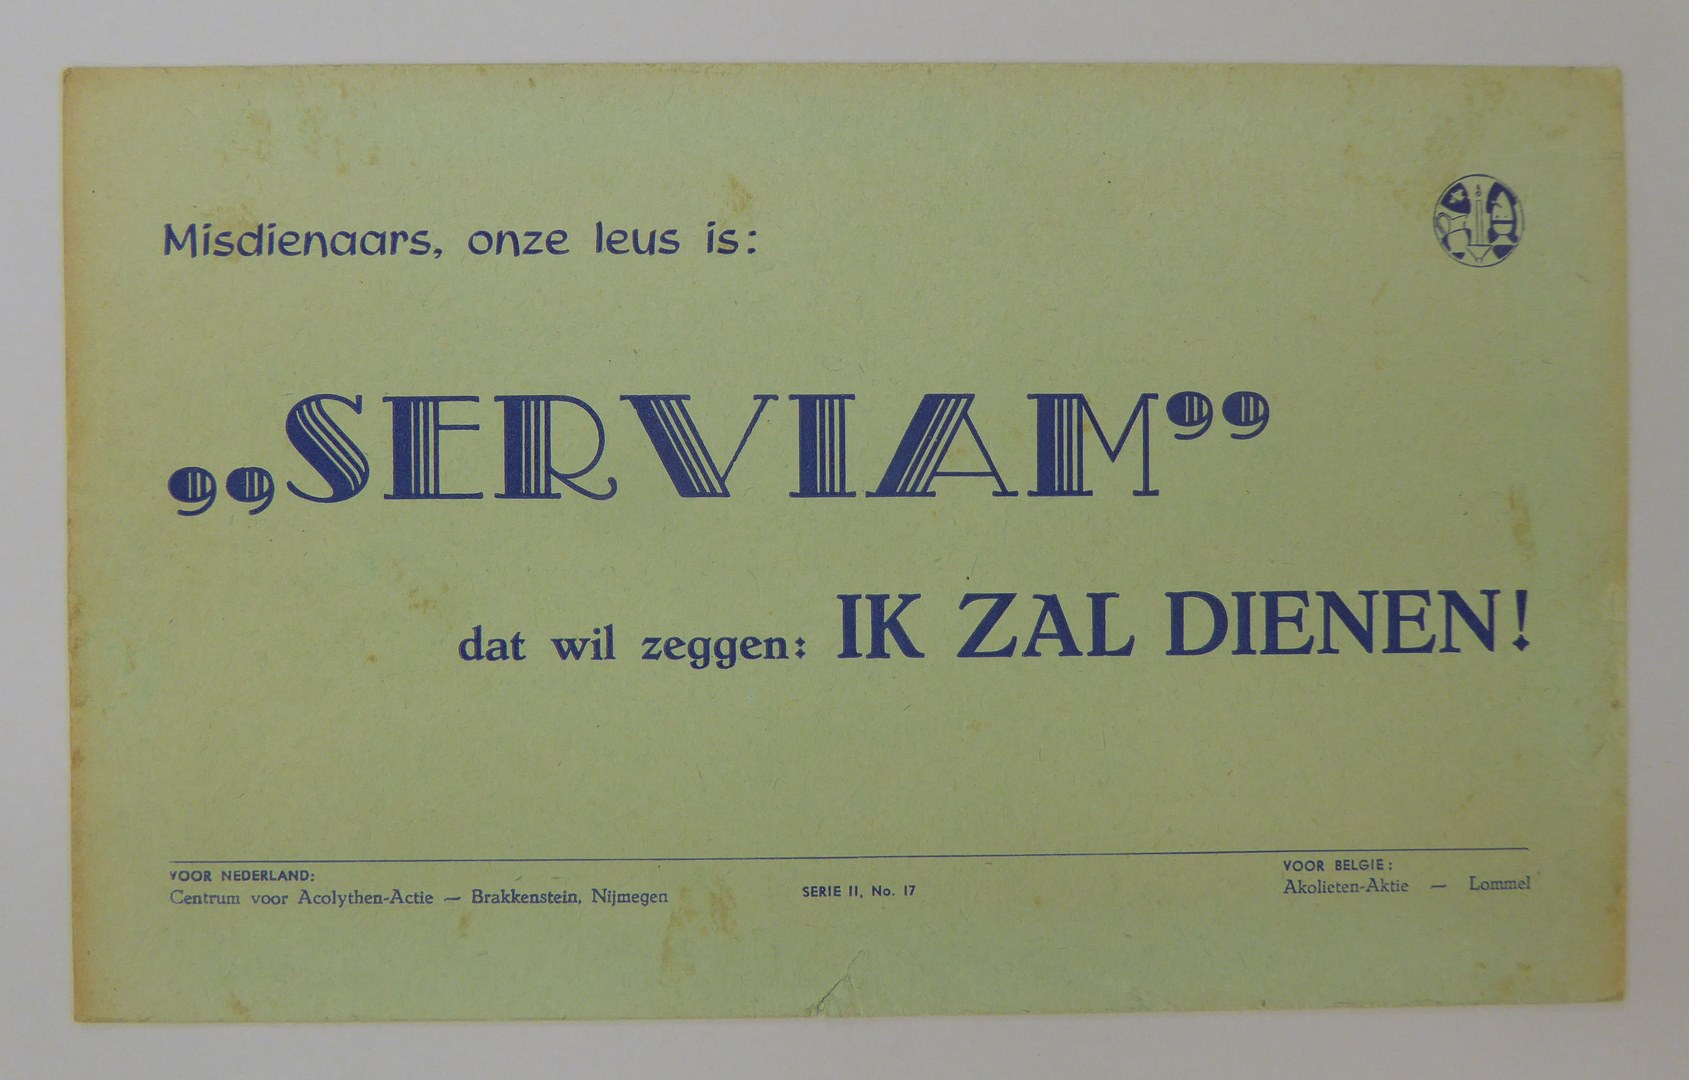 Misdienaars, onze leus is:
„SERVIAM”
dat wil zeggen: IK ZAL DIENEN!
VOOR NEDERLAND:
Centrum voor Acolythen-Actie — Brakkenstein, Nijmegen
SERIE II, No. 17
VOOR BELGIE:
Akolieten-Aktie — Lommel